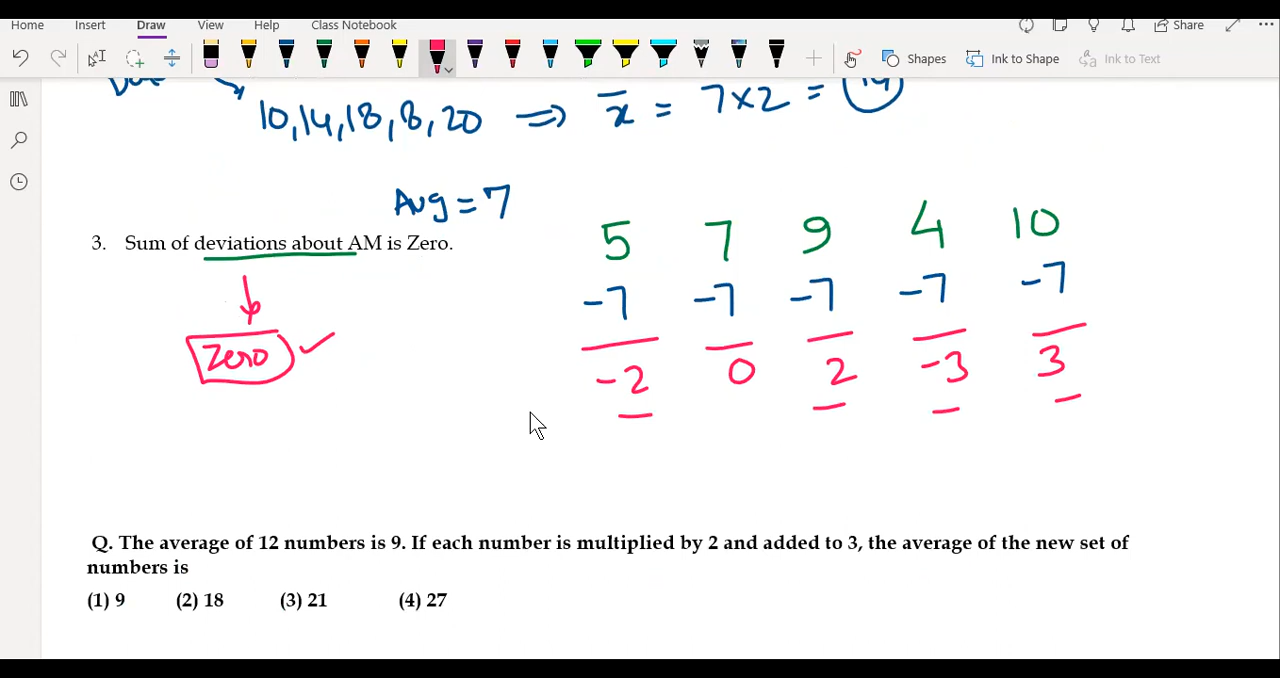 Home Insert Draw View Help Class Notebook Share
Shapes Ink to Shape Ink to Text
10, 14, 18, 8, 20 ⇒ x̄ = 7×2 = 14
Avg = 7
5 7 9 4 10
3. Sum of deviations about AM is Zero.
-7 -7 -7 -7 -7
Zero ✓
-2 0 2 -3 3
Q. The average of 12 numbers is 9. If each number is multiplied by 2 and added to 3, the average of the new set of
numbers is
(1) 9 (2) 18 (3) 21 (4) 27